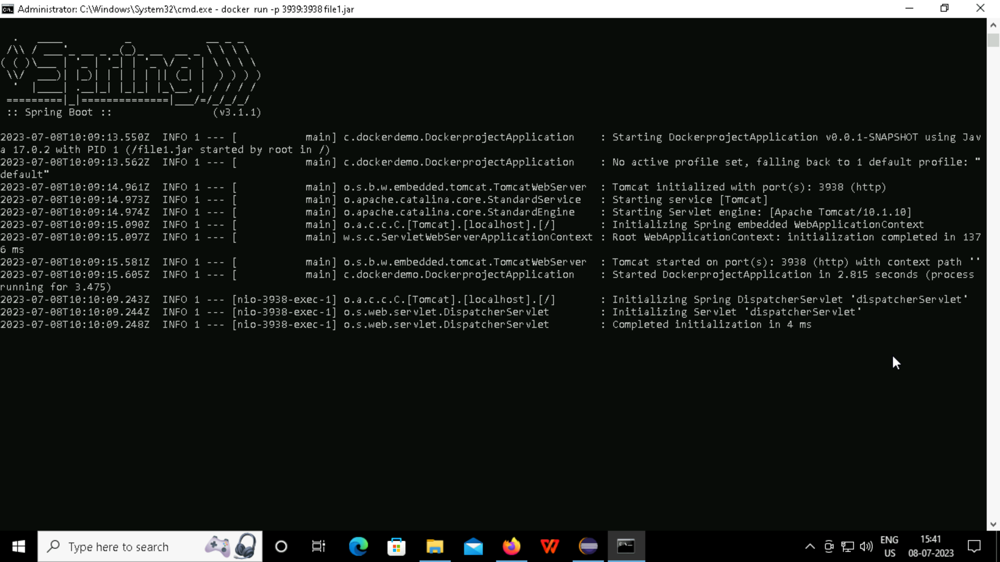 Administrator: C:\Windows\System32\cmd.exe - docker  run -p 3939:3938 file1.jar
Spring
:: Spring Boot ::                (v3.1.1)
2023-07-08T10:09:13.550Z  INFO 1 --- [           main] c.dockerdemo.DockerprojectApplication    : Starting DockerprojectApplication v0.0.1-SNAPSHOT using Jav
a 17.0.2 with PID 1 (/file1.jar started by root in /)
2023-07-08T10:09:13.562Z  INFO 1 --- [           main] c.dockerdemo.DockerprojectApplication    : No active profile set, falling back to 1 default profile: "
default"
2023-07-08T10:09:14.961Z  INFO 1 --- [           main] o.s.b.w.embedded.tomcat.TomcatWebServer  : Tomcat initialized with port(s): 3938 (http)
2023-07-08T10:09:14.973Z  INFO 1 --- [           main] o.apache.catalina.core.StandardService   : Starting service [Tomcat]
2023-07-08T10:09:14.974Z  INFO 1 --- [           main] o.apache.catalina.core.StandardEngine    : Starting Servlet engine: [Apache Tomcat/10.1.10]
2023-07-08T10:09:15.090Z  INFO 1 --- [           main] o.a.c.c.C.[Tomcat].[localhost].[/]       : Initializing Spring embedded WebApplicationContext
2023-07-08T10:09:15.097Z  INFO 1 --- [           main] w.s.c.ServletWebServerApplicationContext : Root WebApplicationContext: initialization completed in 137
6 ms
2023-07-08T10:09:15.581Z  INFO 1 --- [           main] o.s.b.w.embedded.tomcat.TomcatWebServer  : Tomcat started on port(s): 3938 (http) with context path ''
2023-07-08T10:09:15.605Z  INFO 1 --- [           main] c.dockerdemo.DockerprojectApplication    : Started DockerprojectApplication in 2.815 seconds (process
running for 3.475)
2023-07-08T10:10:09.243Z  INFO 1 --- [nio-3938-exec-1] o.a.c.c.C.[Tomcat].[localhost].[/]       : Initializing Spring DispatcherServlet 'dispatcherServlet'
2023-07-08T10:10:09.244Z  INFO 1 --- [nio-3938-exec-1] o.s.web.servlet.DispatcherServlet        : Initializing Servlet 'dispatcherServlet'
2023-07-08T10:10:09.248Z  INFO 1 --- [nio-3938-exec-1] o.s.web.servlet.DispatcherServlet        : Completed initialization in 4 ms
Type here to search
ENG
US
15:41
08-07-2023